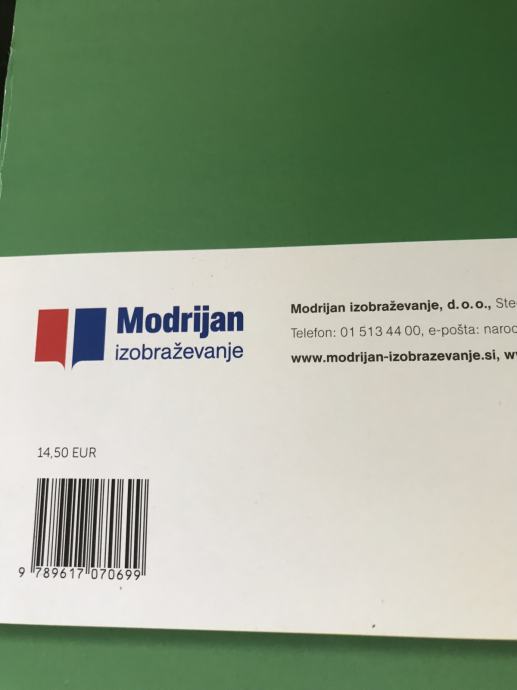 Modrijan
izobraževanje
Modrijan izobraževanje, d.o.o.,
Telefon: 01 513 44 00, e-pošta:
www.modrijan-izobrazevanje.si,
14,50 EUR
9 789617 070699